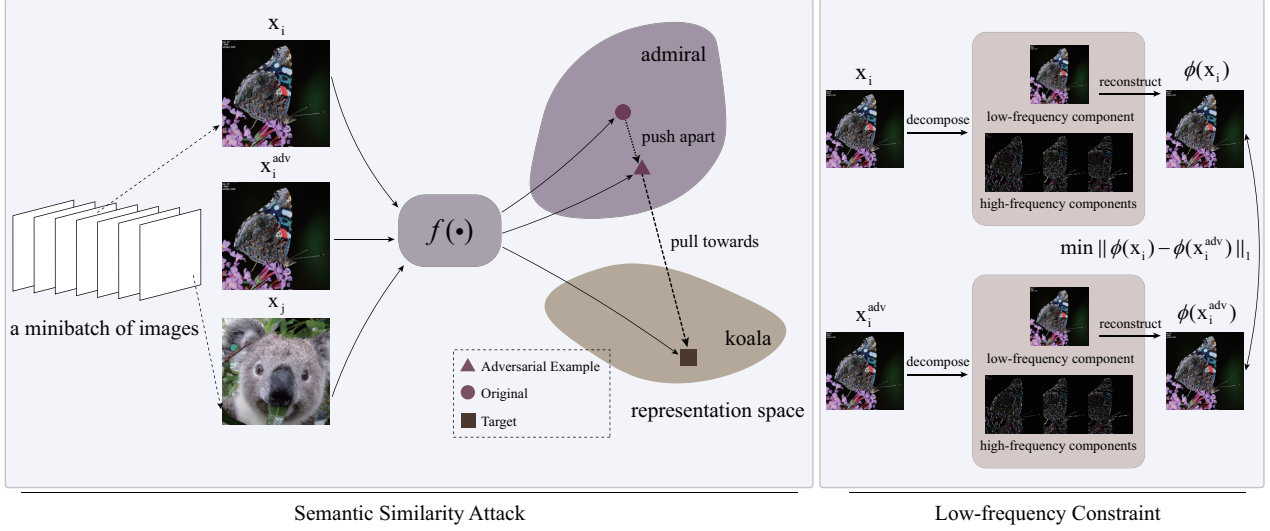 x_i
x_i^adv
x_j
a minibatch of images
f(•)
admiral
push apart
pull towards
koala
representation space
Adversarial Example
Original
Target
Semantic Similarity Attack
x_i
decompose
low-frequency component
high-frequency components
reconstruct
ϕ(x_i)
min || ϕ(x_i) − ϕ(x_i^adv) ||_1
x_i^adv
decompose
low-frequency component
high-frequency components
reconstruct
ϕ(x_i^adv)
Low-frequency Constraint